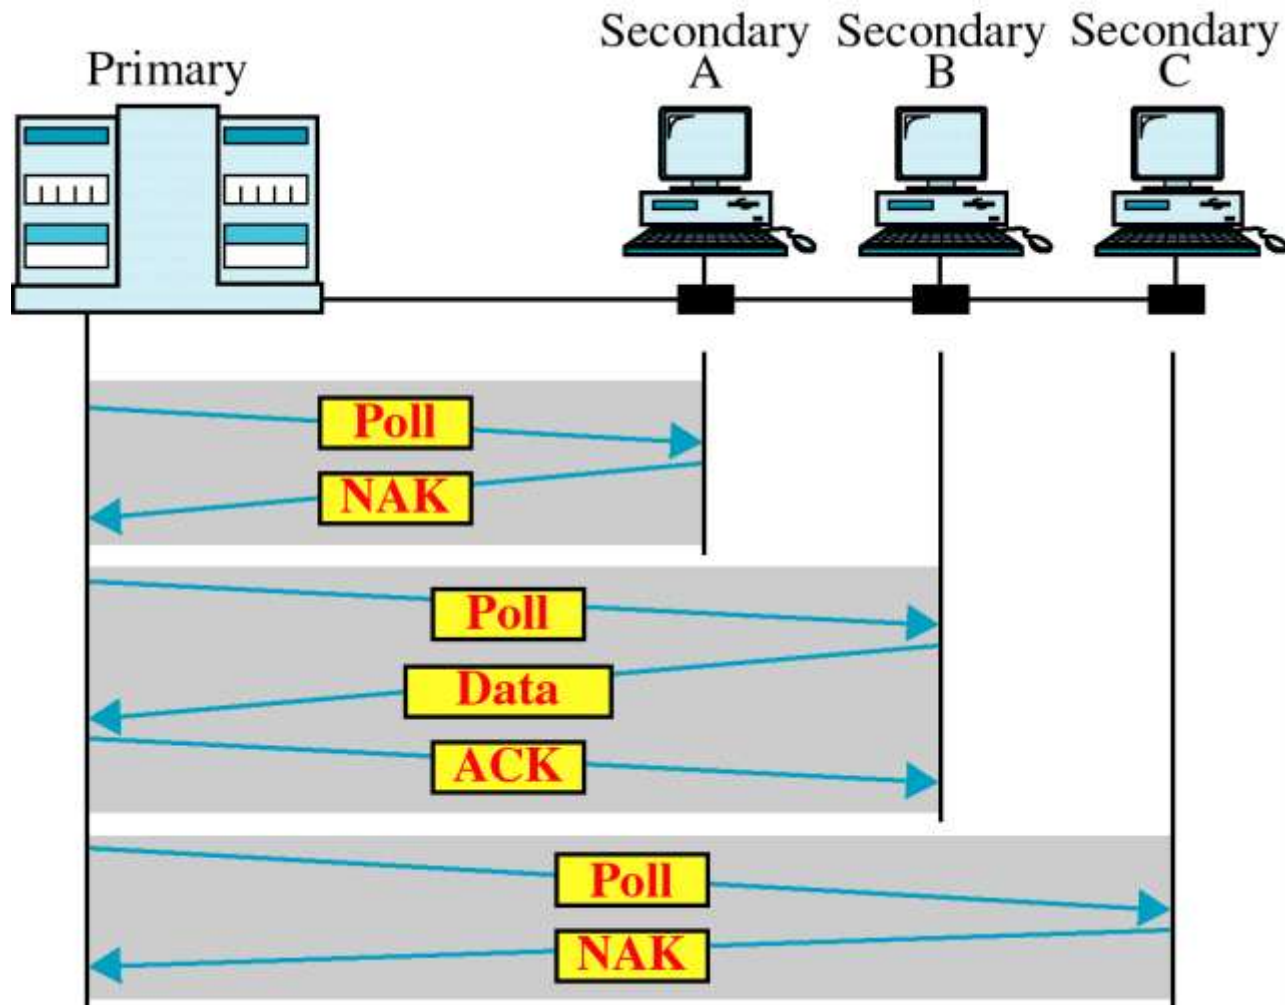 Primary
Secondary
A
Secondary
B
Secondary
C
Poll
NAK
Poll
Data
ACK
Poll
NAK